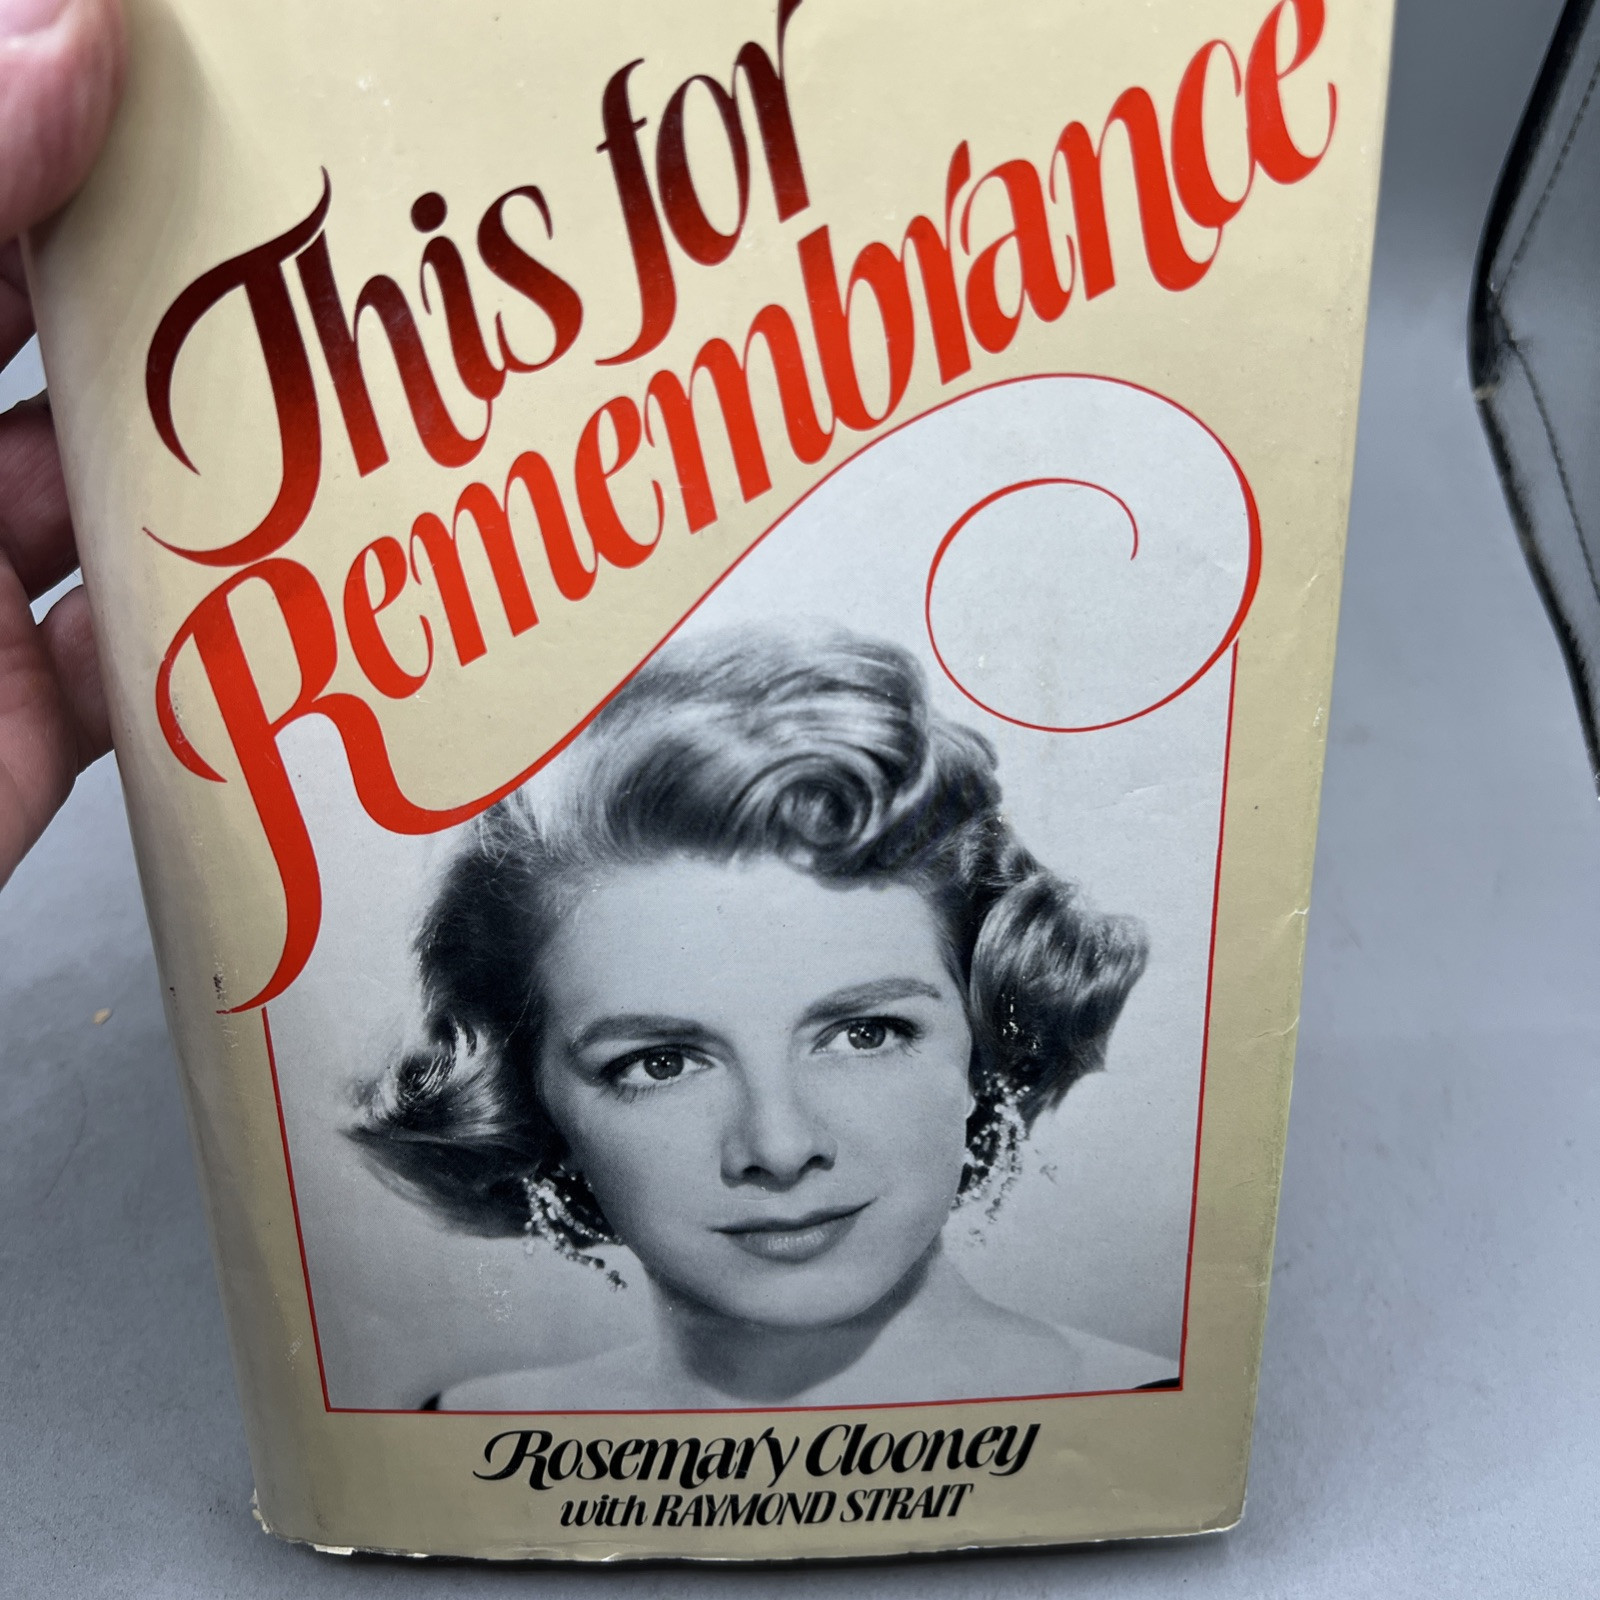 This for
Remembrance
Rosemary Clooney
with RAYMOND STRAIT